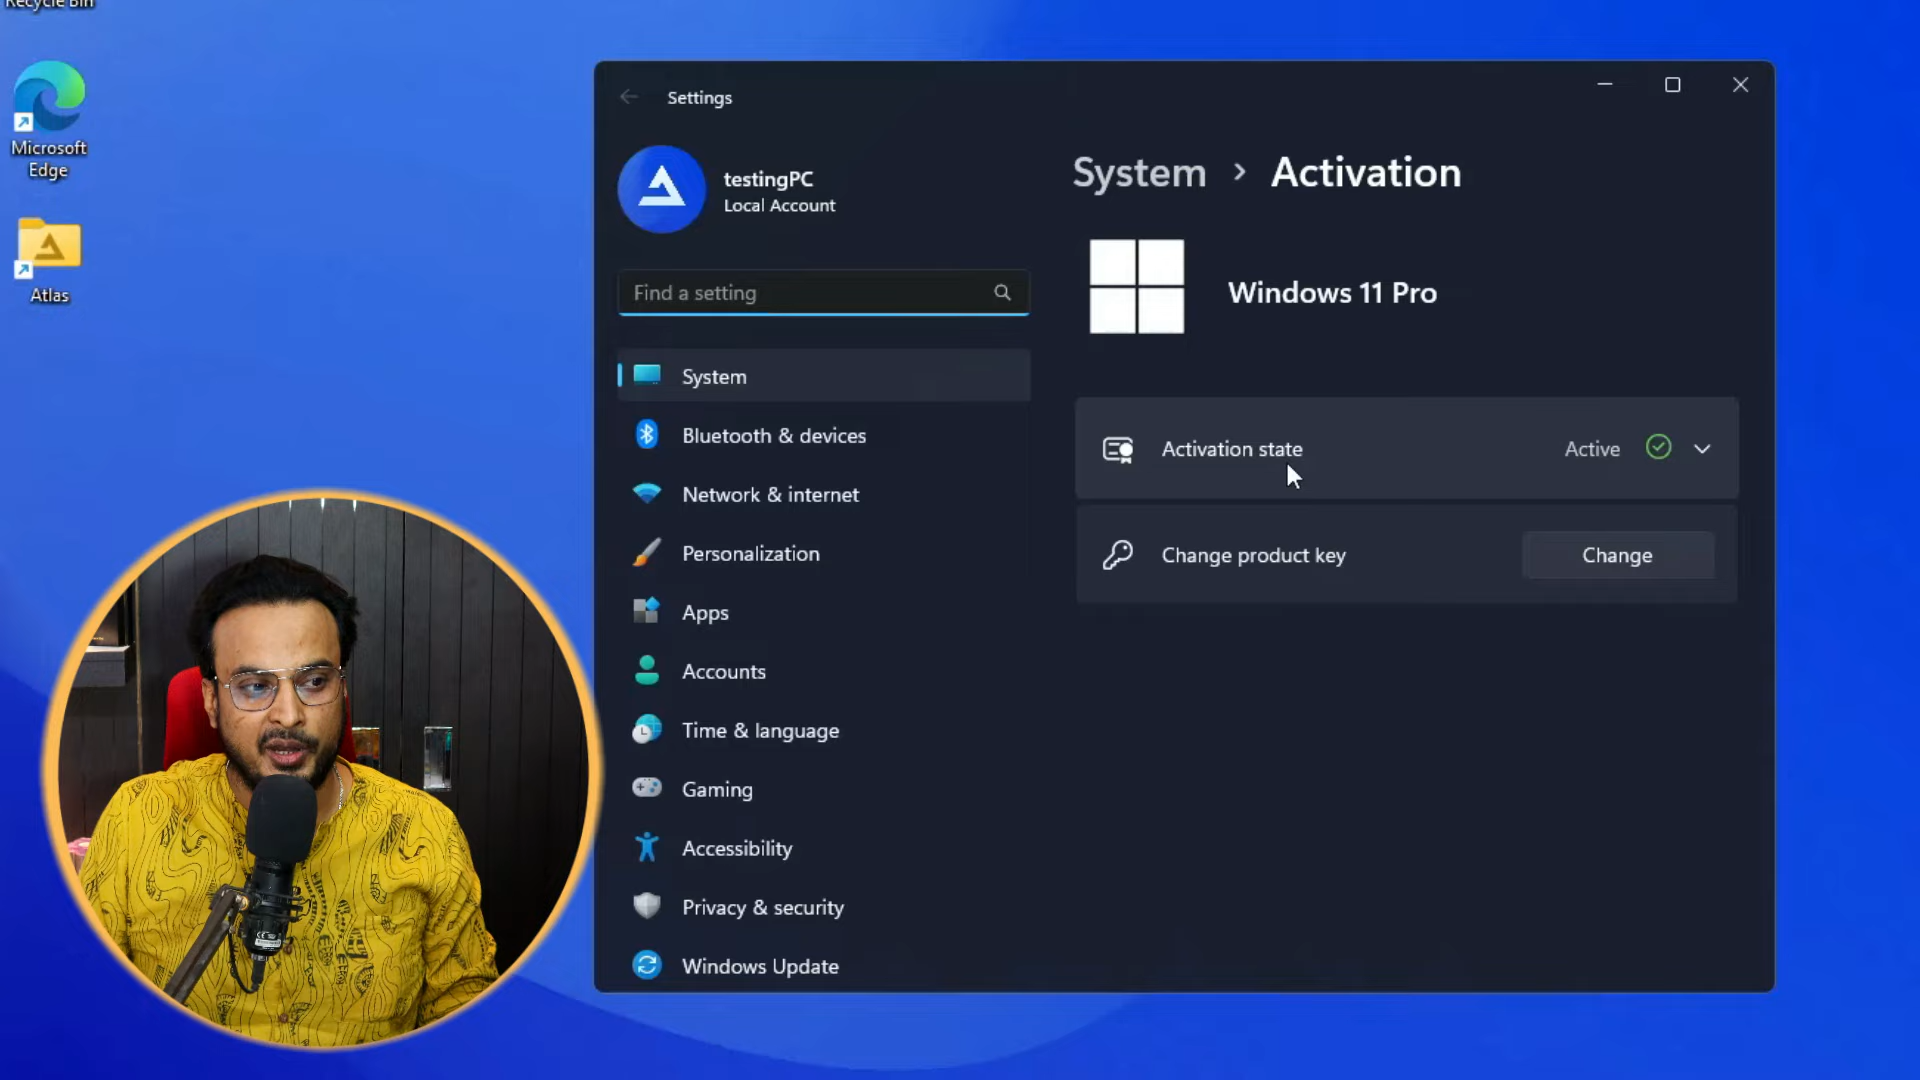 Recycle Bin
Microsoft
Edge
Atlas
Settings
testingPC
Local Account
Find a setting
System
Bluetooth & devices
Network & internet
Personalization
Apps
Accounts
Time & language
Gaming
Accessibility
Privacy & security
Windows Update
System > Activation
Windows 11 Pro
Activation state
Active
Change product key
Change